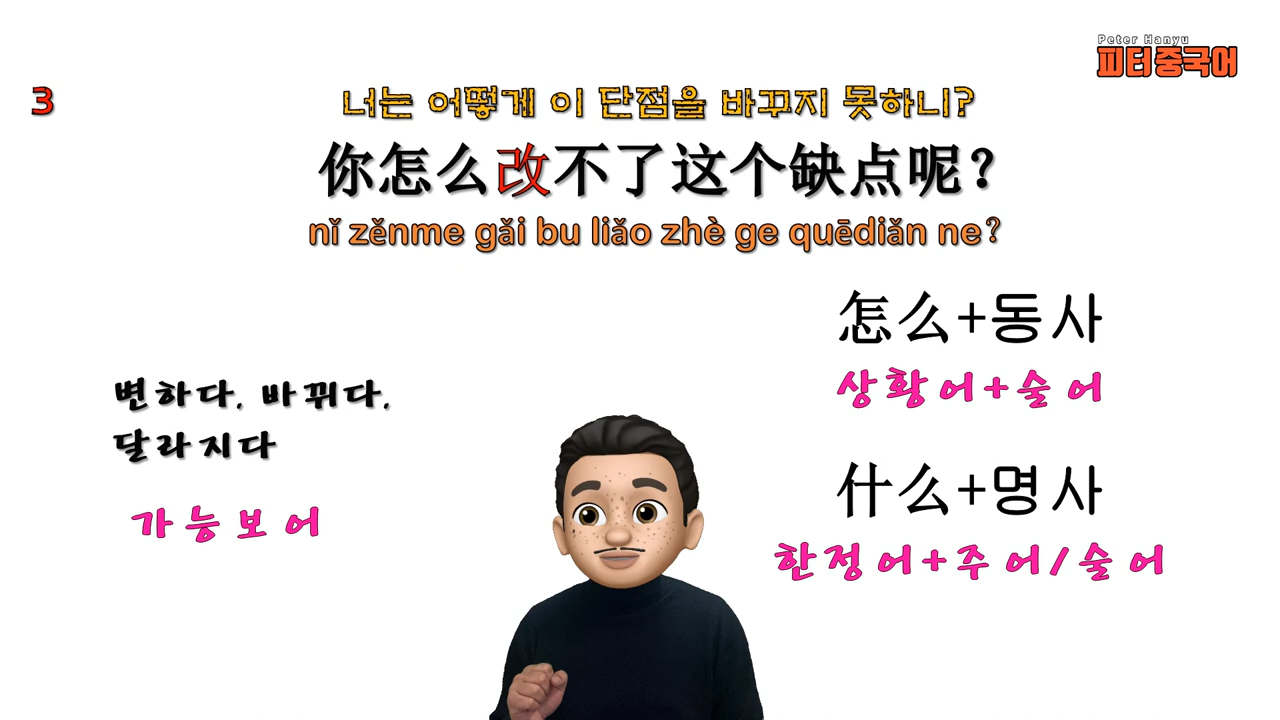 Peter Hanyu
피터중국어
3
너는 어떻게 이 단점을 바꾸지 못하니?
你怎么改不了这个缺点呢？
nǐ zěnme gǎi bu liǎo zhè ge quēdiǎn ne？
怎么+동사
상황어+술어
변하다, 바뀌다,
달라지다
가능보어
什么+명사
한정어+주어/술어